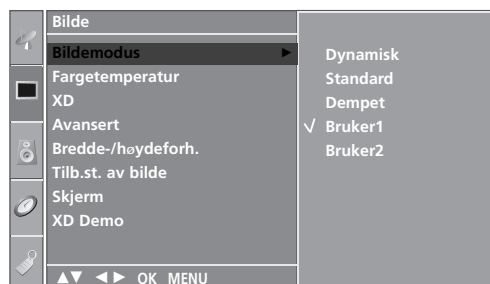 Bilde
Bildemodus ►
Fargetemperatur
XD
Avansert
Bredde-/høydeforh.
Tilb.st. av bilde
Skjerm
XD Demo
▲▼ ◄► OK MENU
Dynamisk
Standard
Dempet
√ Bruker1
Bruker2